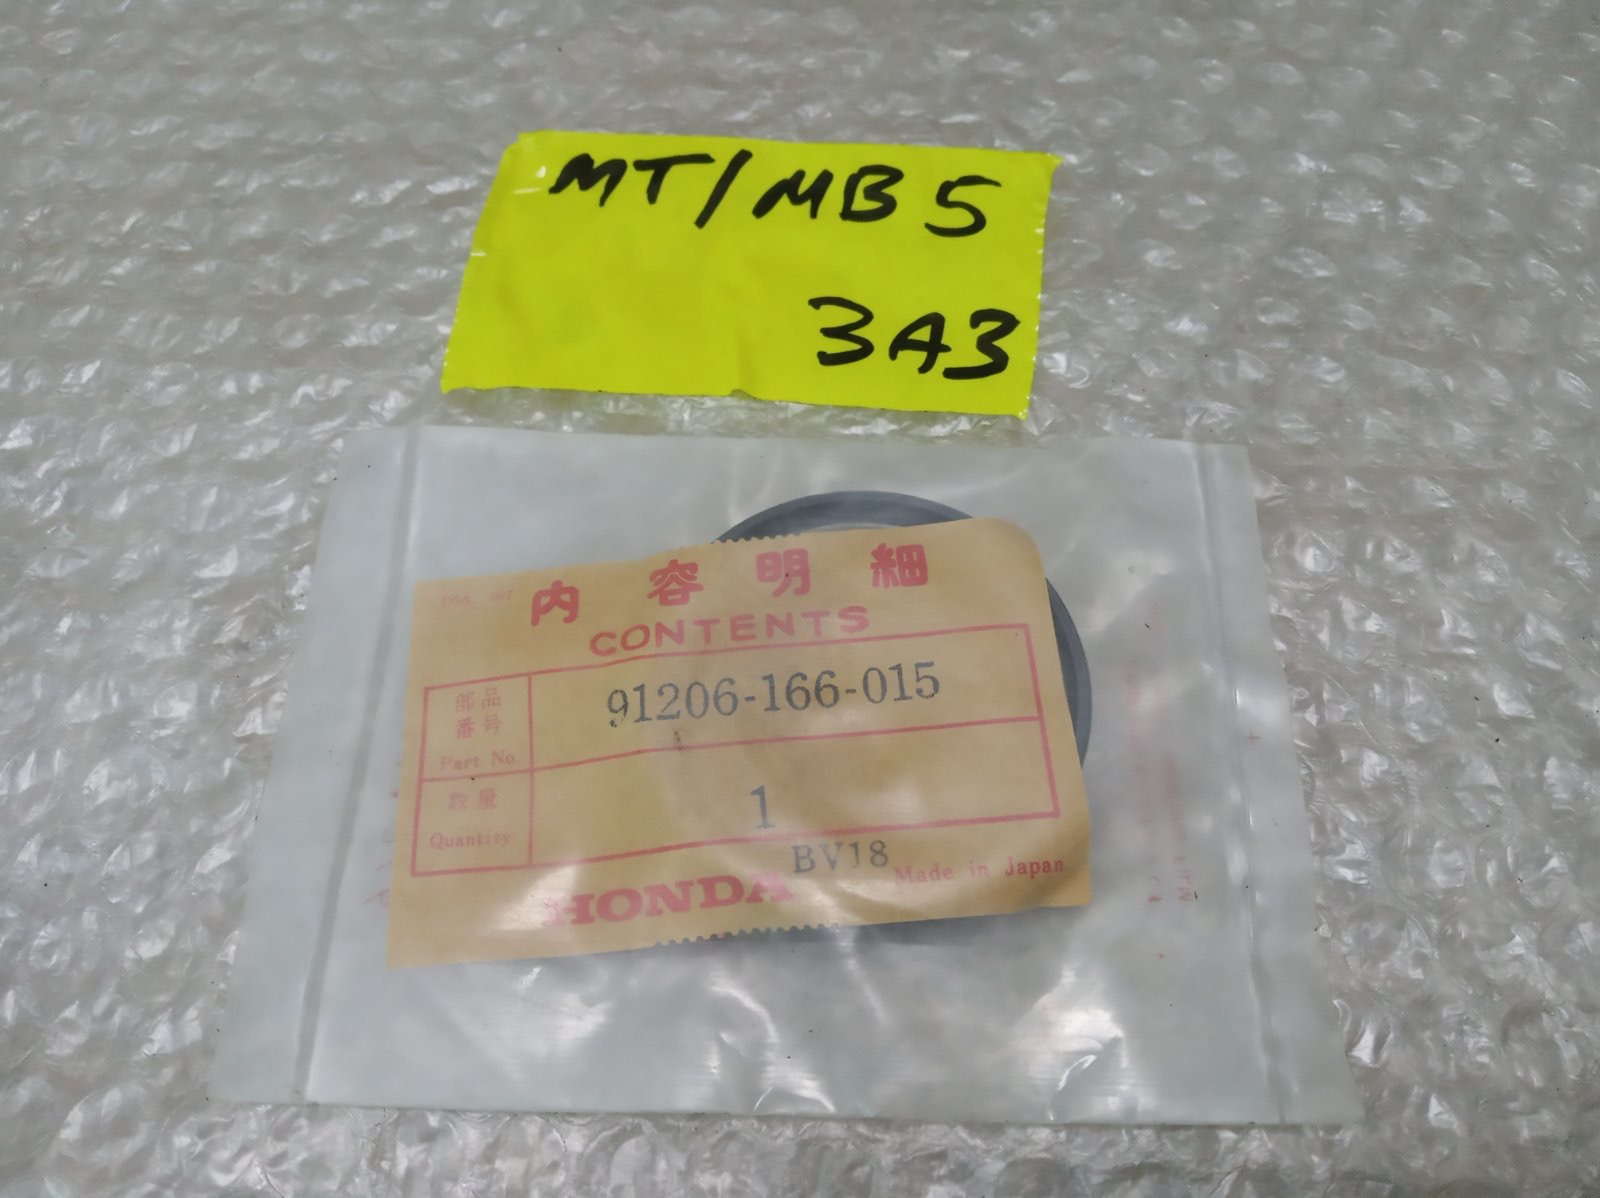 MT/MB5
3A3
内容明細
CONTENTS
部品
番号
Part No.
91206-166-015
数量
Quantity
1
BV18
HONDA
Made in Japan